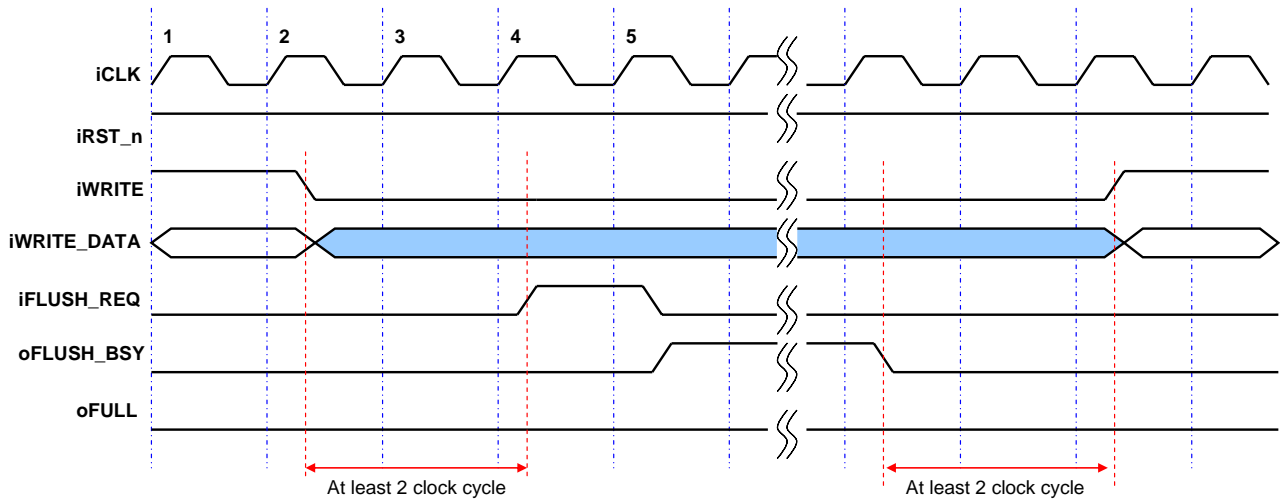 1 2 3 4 5
iCLK
iRST_n
iWRITE
iWRITE_DATA
iFLUSH_REQ
oFLUSH_BSY
oFULL
At least 2 clock cycle At least 2 clock cycle